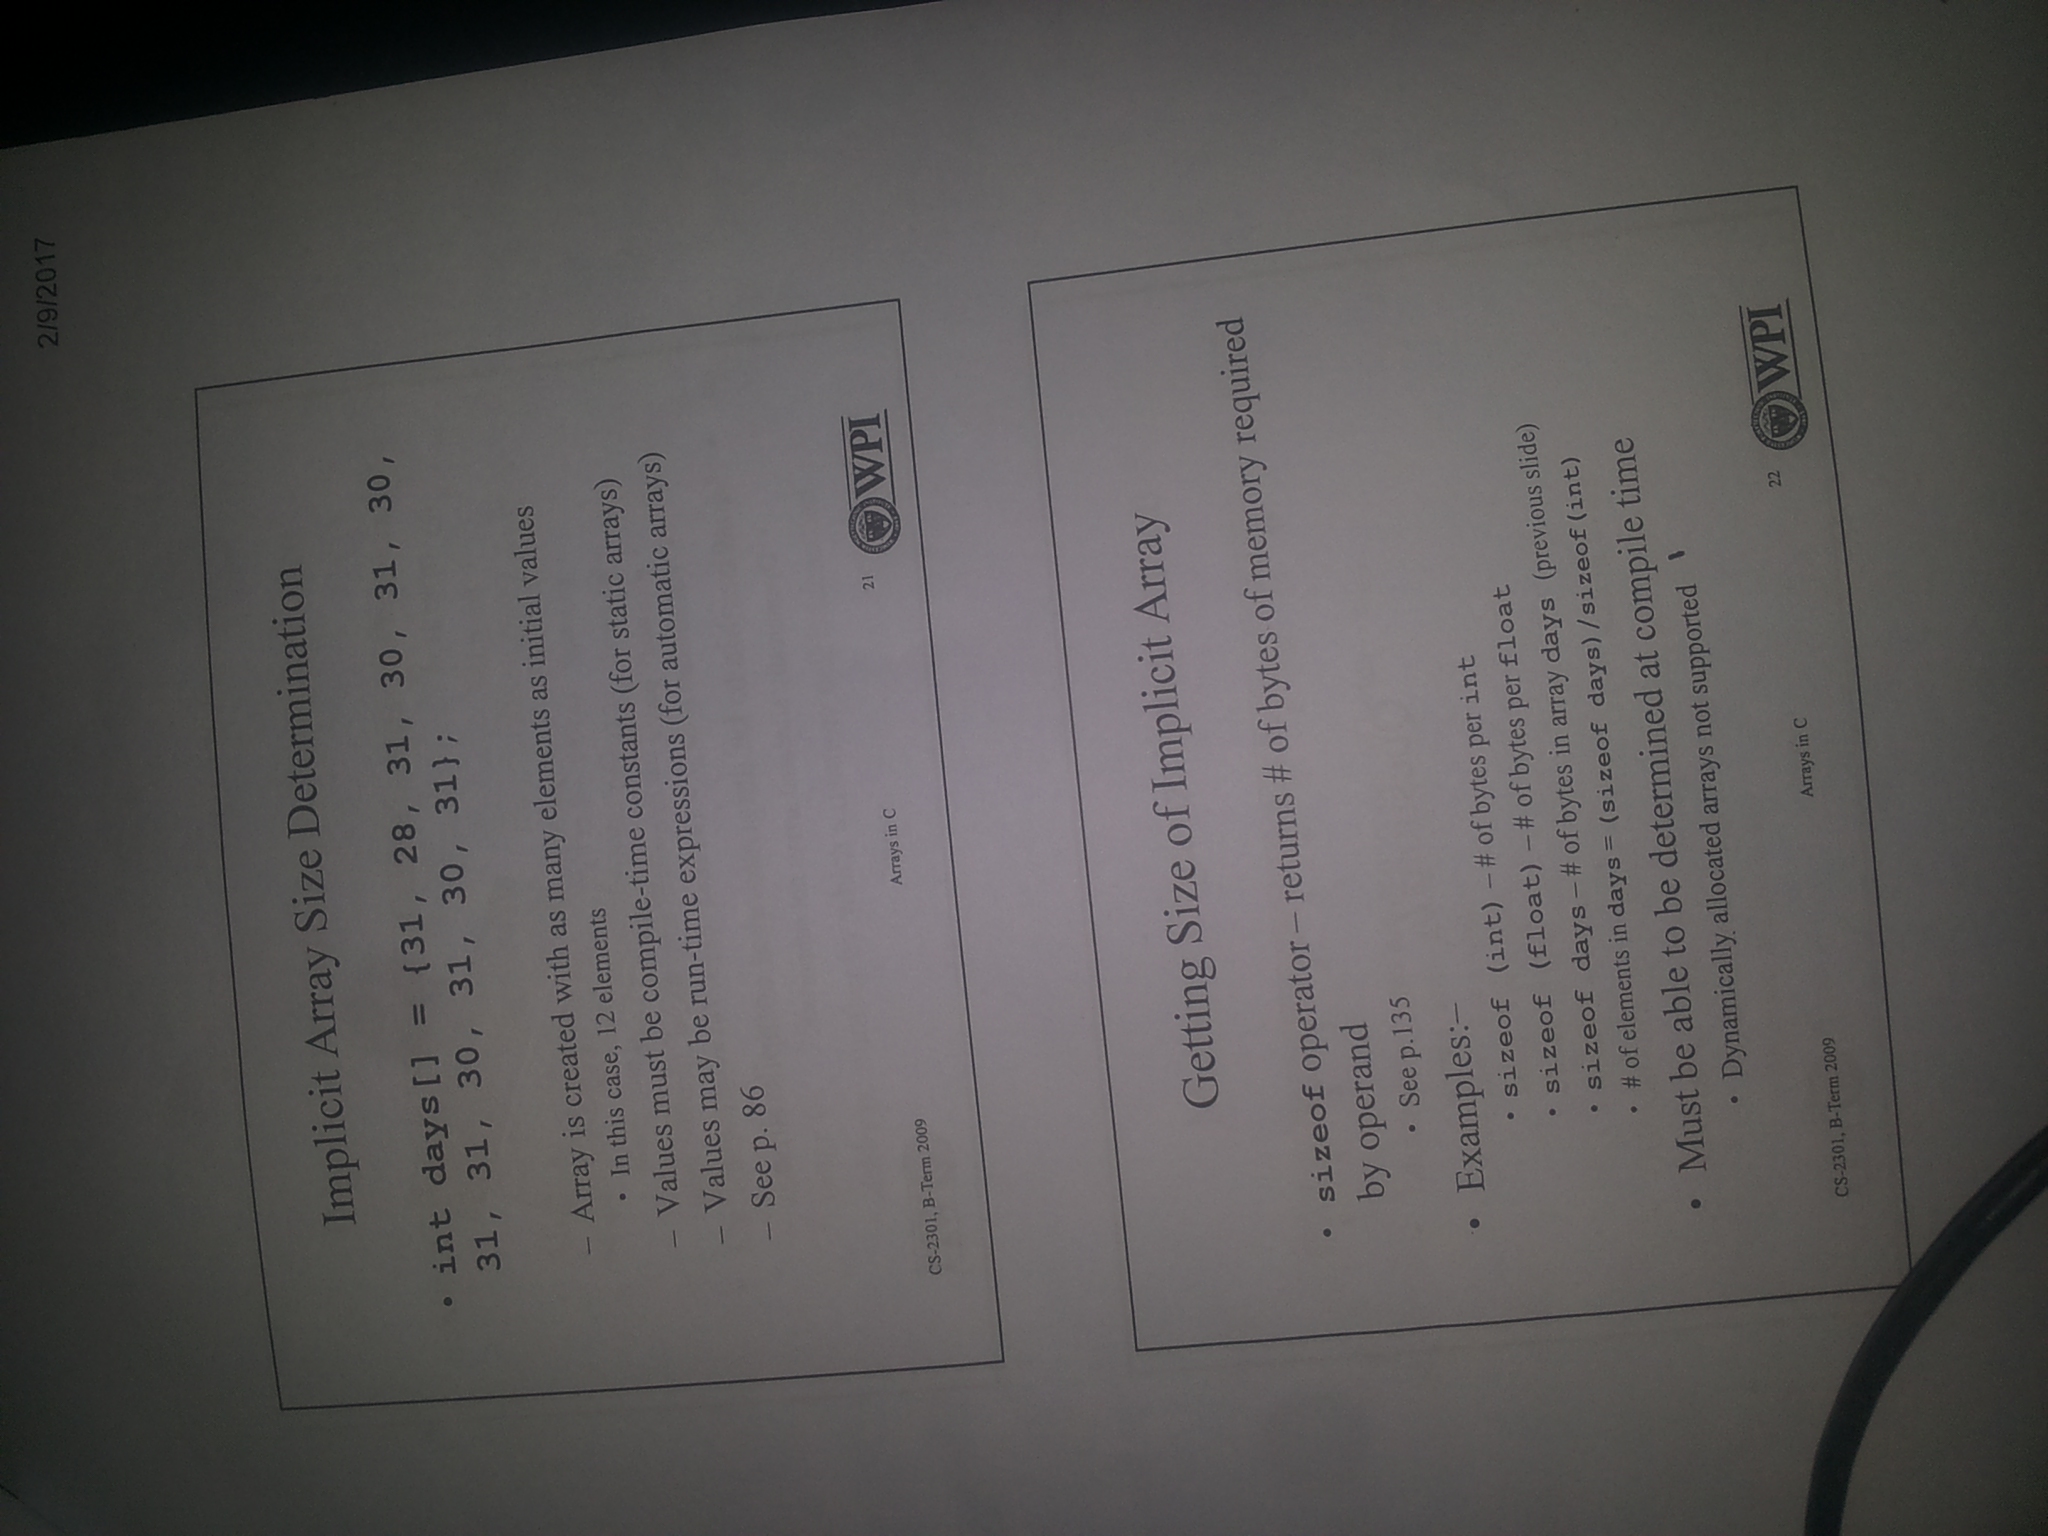 2/9/2017
Implicit Array Size Determination
• int days[] = {31, 28, 31, 30, 31, 30,
31, 31, 30, 31, 30, 31};
– Array is created with as many elements as initial values
• In this case, 12 elements
– Values must be compile-time constants (for static arrays)
– Values may be run-time expressions (for automatic arrays)
– See p. 86
CS-2301, B-Term 2009
Arrays in C
21
WPI
Getting Size of Implicit Array
• sizeof operator – returns # of bytes of memory required
by operand
• See p.135
• Examples:–
• sizeof (int) – # of bytes per int
• sizeof (float) – # of bytes per float
• sizeof days – # of bytes in array days (previous slide)
• # of elements in days = (sizeof days)/sizeof(int)
• Must be able to be determined at compile time
• Dynamically allocated arrays not supported
CS-2301, B-Term 2009
Arrays in C
22
WPI